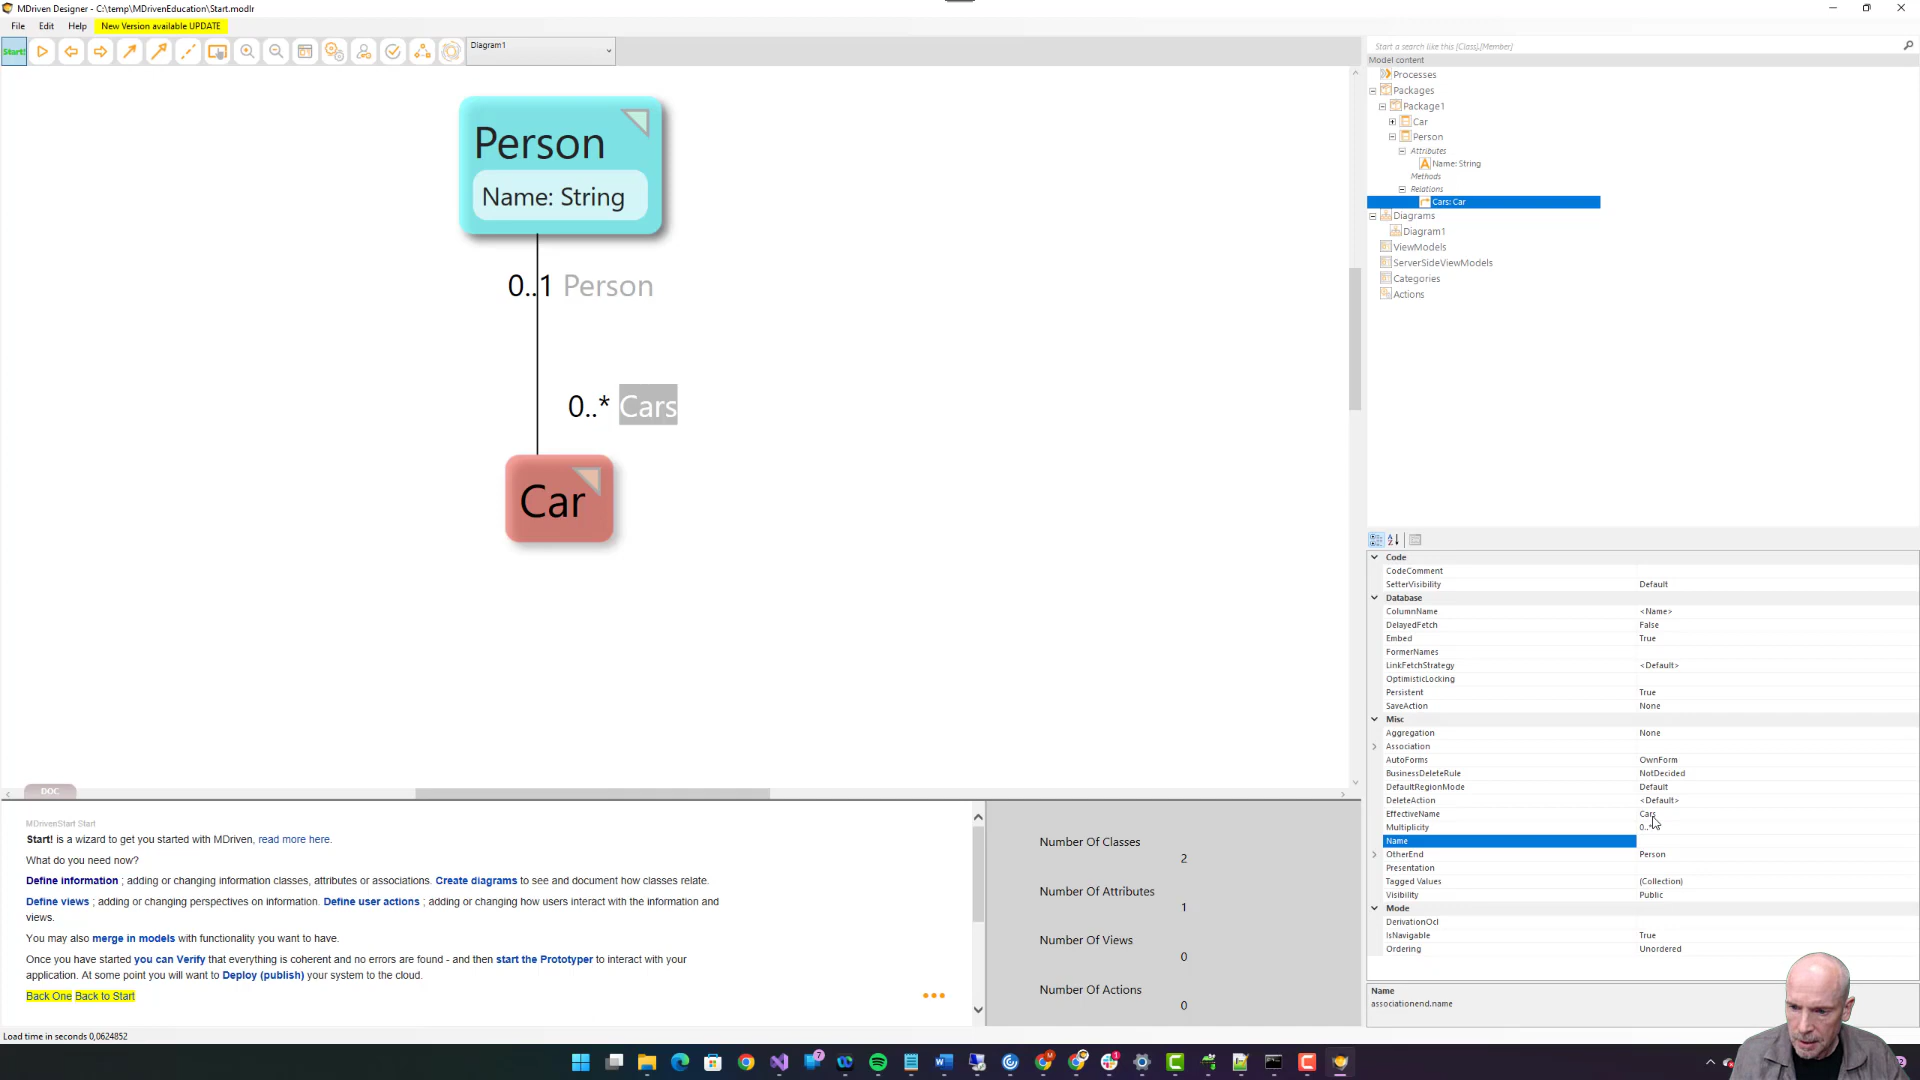 MDriven Designer - C:\temp\MDrivenEducation\Start.modlr
File Edit Help New Version available UPDATE
Start! Diagram1
Start a search like this [Class].[Member]
Model content
Processes
Packages
Package1
Car
Person
Attributes
Name: String
Methods
Relations
Cars: Car
Diagrams
Diagram1
ViewModels
ServerSideViewModels
Categories
Actions
Person
Name: String
0..1 Person
0..* Cars
Car
Code
CodeComment
SetterVisibility Default
Database
ColumnName <Name>
DelayedFetch False
Embed True
FormerNames
LinkFetchStrategy <Default>
OptimisticLocking
Persistent True
SaveAction None
Misc
Aggregation None
Association
AutoForms OwnForm
BusinessDeleteRule NotDecided
DefaultRegionMode Default
DeleteAction <Default>
EffectiveName Cars
Multiplicity 0..*
Name
OtherEnd Person
Presentation
Tagged Values (Collection)
Visibility Public
Mode
DerivationOcl
IsNavigable True
Ordering Unordered
Name
associationend.name
DOC
MDrivenStart Start
Start! is a wizard to get you started with MDriven, read more here.
What do you need now?
Define information ; adding or changing information classes, attributes or associations. Create diagrams to see and document how classes relate.
Define views ; adding or changing perspectives on information. Define user actions ; adding or changing how users interact with the information and
views.
You may also merge in models with functionality you want to have.
Once you have started you can Verify that everything is coherent and no errors are found - and then start the Prototyper to interact with your
application. At some point you will want to Deploy (publish) your system to the cloud.
Back One Back to Start
Number Of Classes
2
Number Of Attributes
1
Number Of Views
0
Number Of Actions
0
Load time in seconds 0,0624852